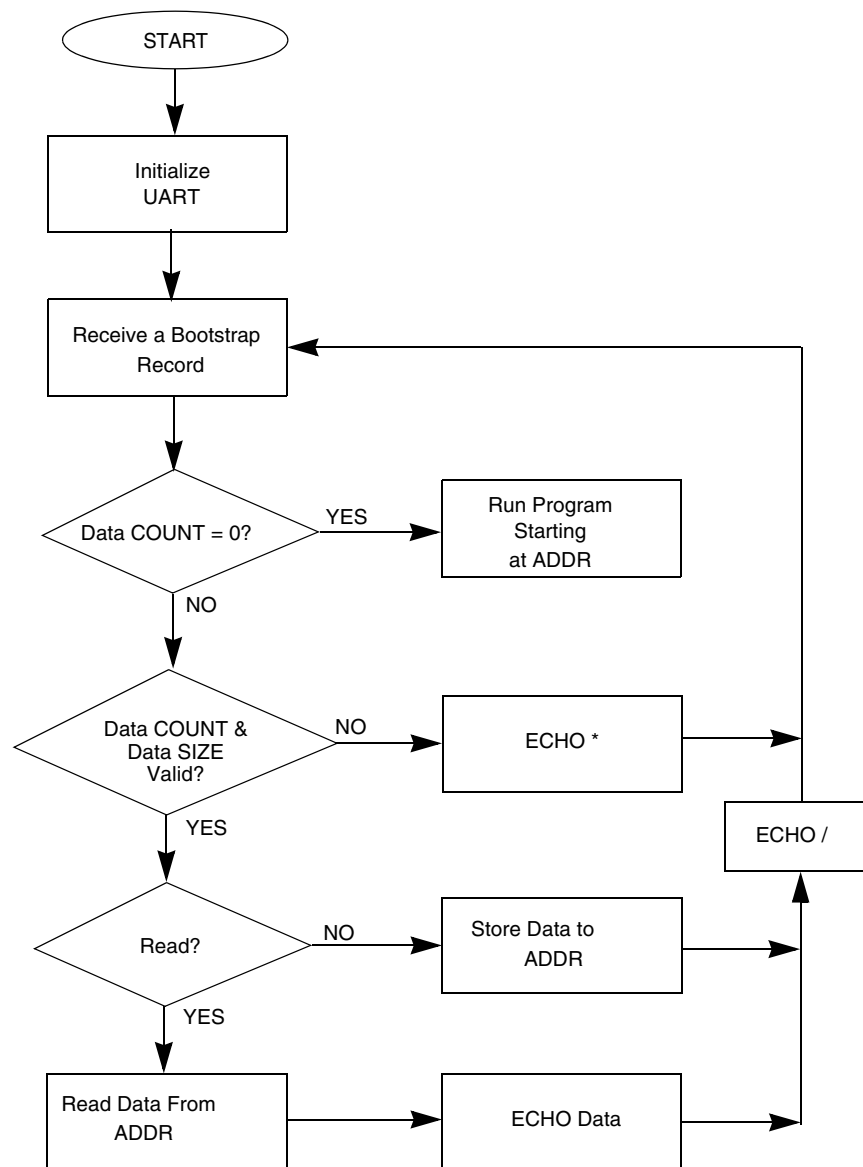 START
Initialize
UART
Receive a Bootstrap
Record
Data COUNT = 0?
YES
Run Program
Starting
at ADDR
NO
Data COUNT &
Data SIZE
Valid?
NO
ECHO *
YES
ECHO /
Read?
NO
Store Data to
ADDR
YES
Read Data From
ADDR
ECHO Data